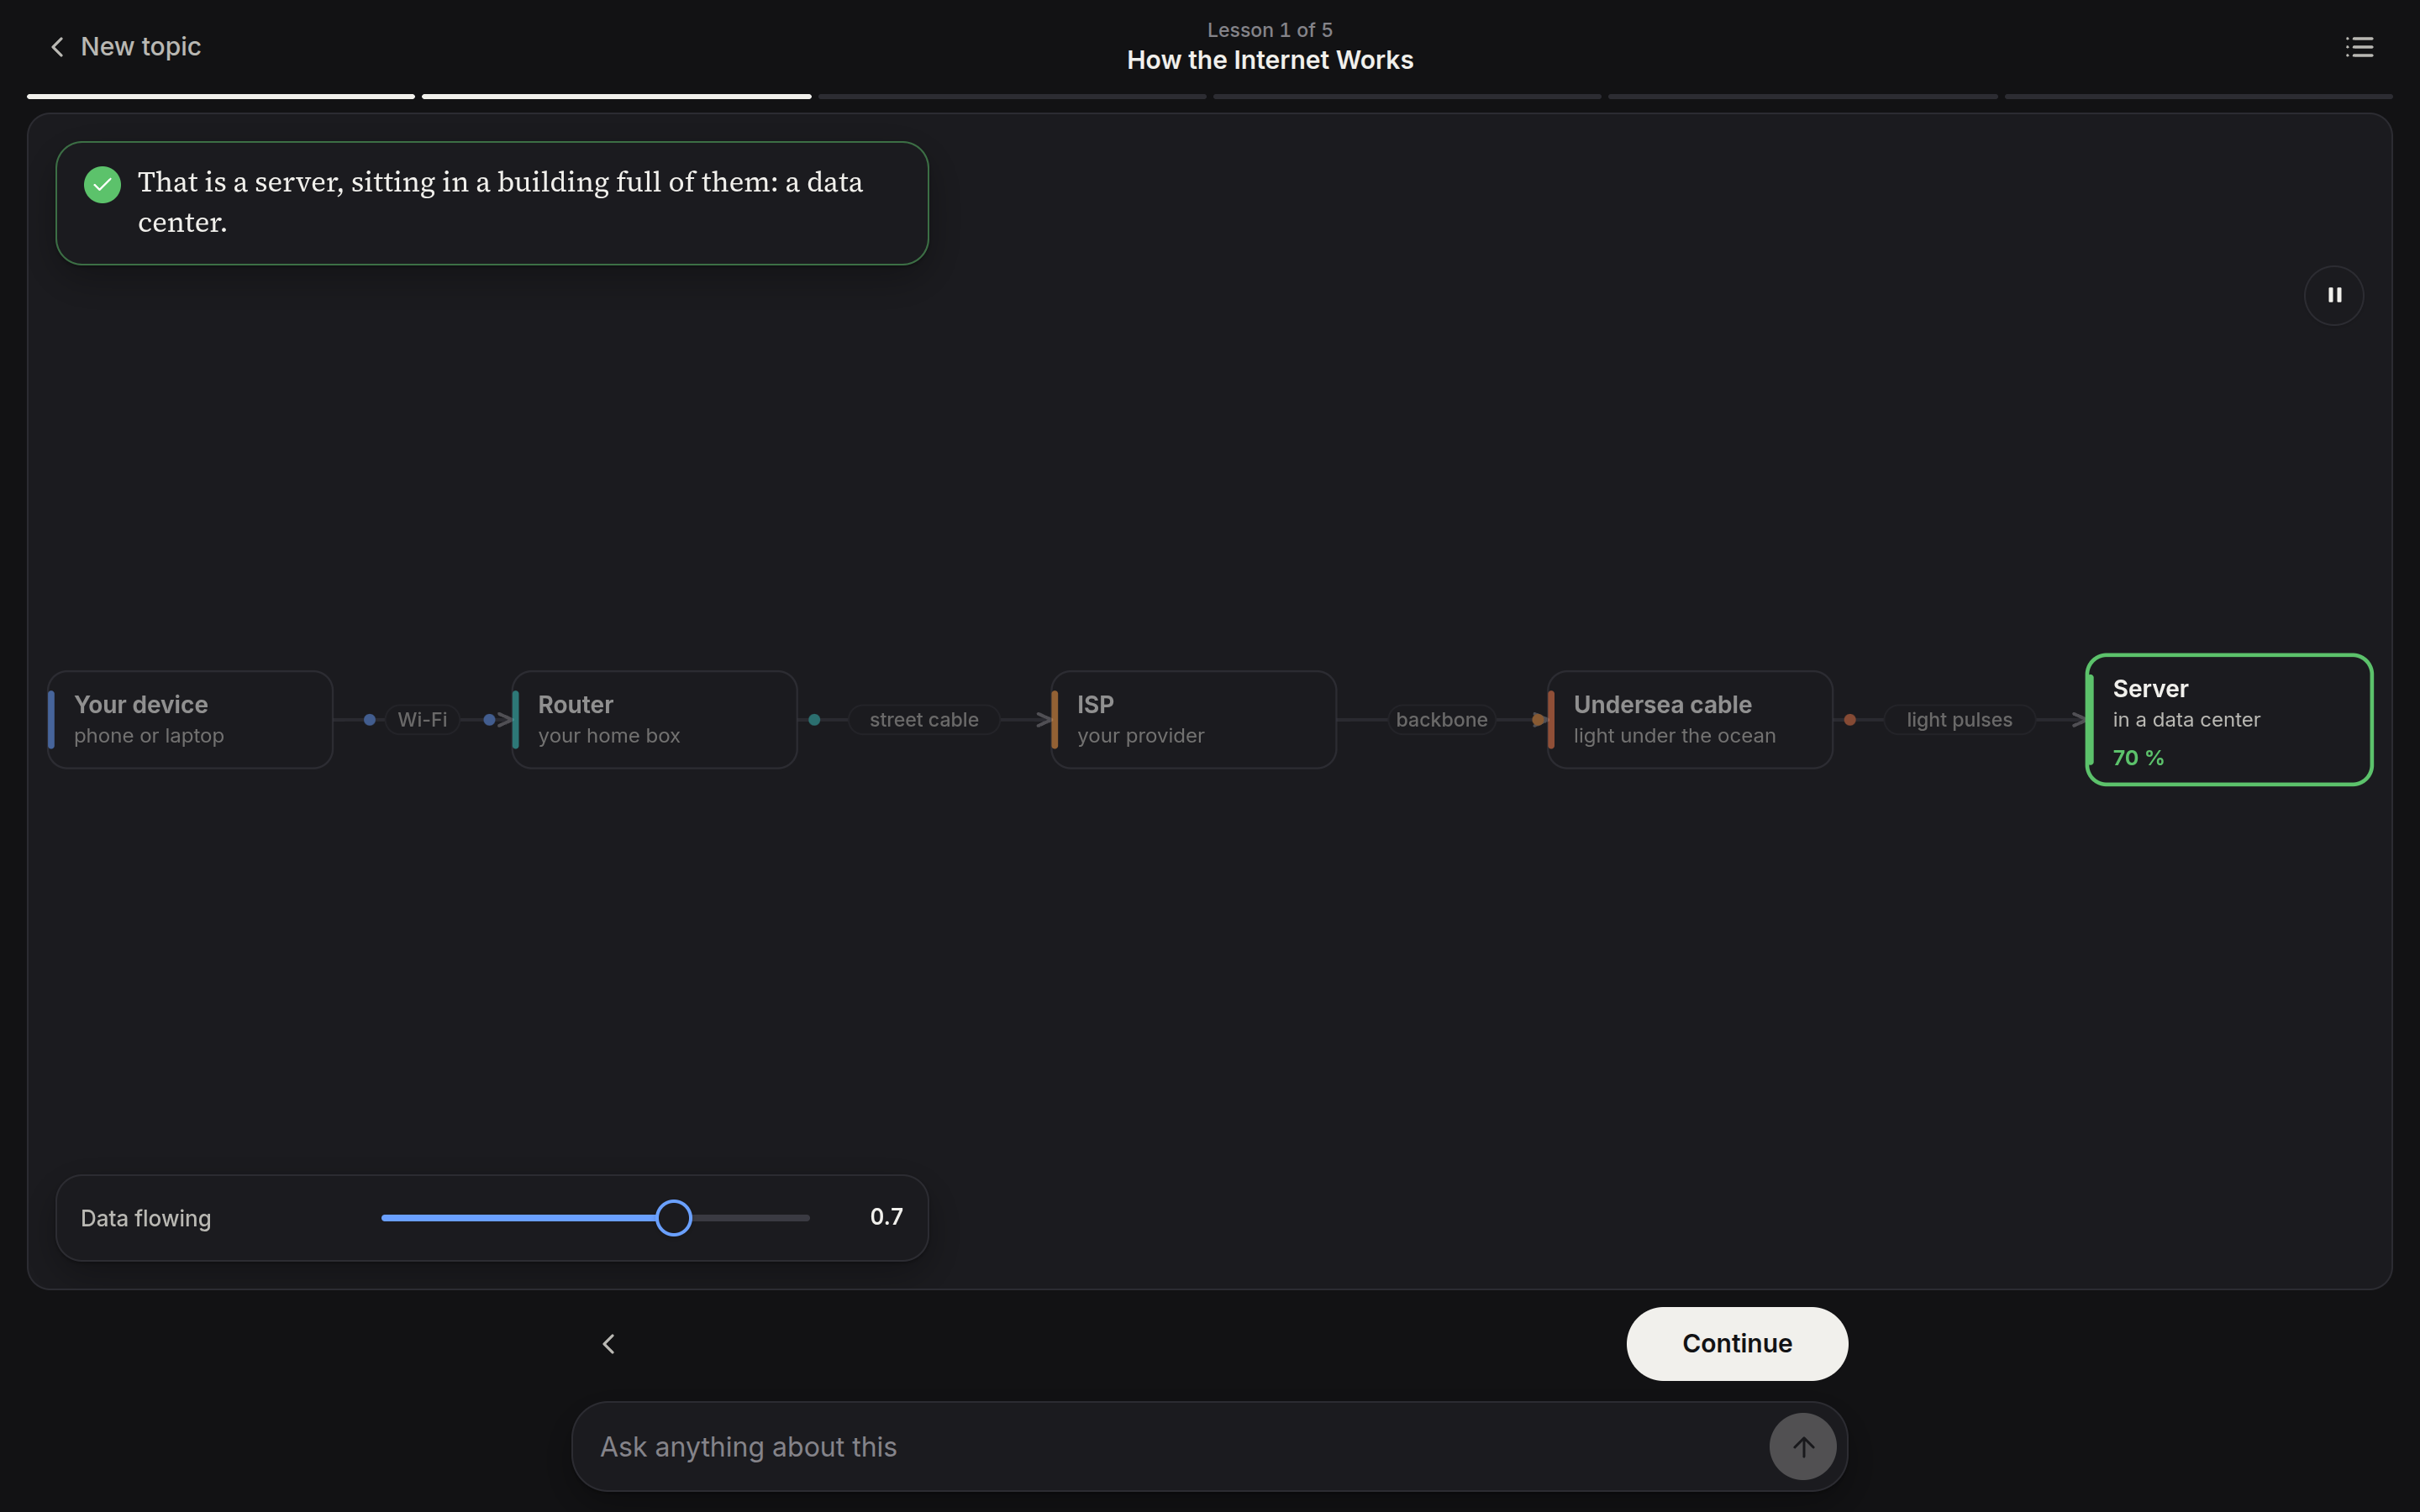 New topic
Lesson 1 of 5
How the Internet Works
That is a server, sitting in a building full of them: a data
center.
Your device
phone or laptop
Wi-Fi
Router
your home box
street cable
ISP
your provider
backbone
Undersea cable
light under the ocean
light pulses
Server
in a data center
70 %
Data flowing
0.7
Continue
Ask anything about this